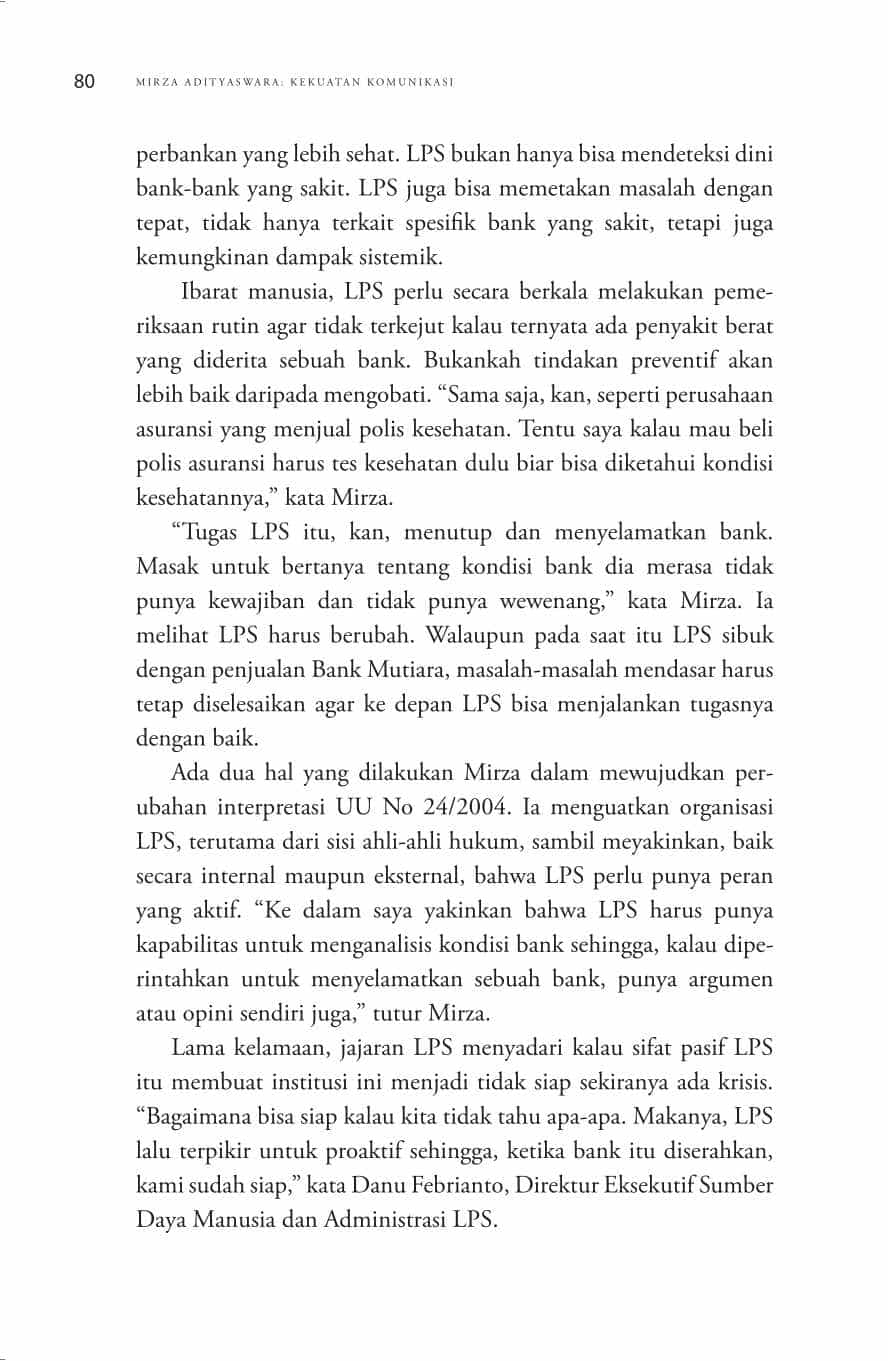 80
MIRZA ADITYASWARA: KEKUATAN KOMUNIKASI
perbankan yang lebih sehat. LPS bukan hanya bisa mendeteksi dini
bank-bank yang sakit. LPS juga bisa memetakan masalah dengan
tepat, tidak hanya terkait spesifik bank yang sakit, tetapi juga
kemungkinan dampak sistemik.
Ibarat manusia, LPS perlu secara berkala melakukan peme-
riksaan rutin agar tidak terkejut kalau ternyata ada penyakit berat
yang diderita sebuah bank. Bukankah tindakan preventif akan
lebih baik daripada mengobati. “Sama saja, kan, seperti perusahaan
asuransi yang menjual polis kesehatan. Tentu saya kalau mau beli
polis asuransi harus tes kesehatan dulu biar bisa diketahui kondisi
kesehatannya,” kata Mirza.
“Tugas LPS itu, kan, menutup dan menyelamatkan bank.
Masak untuk bertanya tentang kondisi bank dia merasa tidak
punya kewajiban dan tidak punya wewenang,” kata Mirza. Ia
melihat LPS harus berubah. Walaupun pada saat itu LPS sibuk
dengan penjualan Bank Mutiara, masalah-masalah mendasar harus
tetap diselesaikan agar ke depan LPS bisa menjalankan tugasnya
dengan baik.
Ada dua hal yang dilakukan Mirza dalam mewujudkan per-
ubahan interpretasi UU No 24/2004. Ia menguatkan organisasi
LPS, terutama dari sisi ahli-ahli hukum, sambil meyakinkan, baik
secara internal maupun eksternal, bahwa LPS perlu punya peran
yang aktif. “Ke dalam saya yakinkan bahwa LPS harus punya
kapabilitas untuk menganalisis kondisi bank sehingga, kalau dipe-
rintahkan untuk menyelamatkan sebuah bank, punya argumen
atau opini sendiri juga,” tutur Mirza.
Lama kelamaan, jajaran LPS menyadari kalau sifat pasif LPS
itu membuat institusi ini menjadi tidak siap sekiranya ada krisis.
“Bagaimana bisa siap kalau kita tidak tahu apa-apa. Makanya, LPS
lalu terpikir untuk proaktif sehingga, ketika bank itu diserahkan,
kami sudah siap,” kata Danu Febrianto, Direktur Eksekutif Sumber
Daya Manusia dan Administrasi LPS.